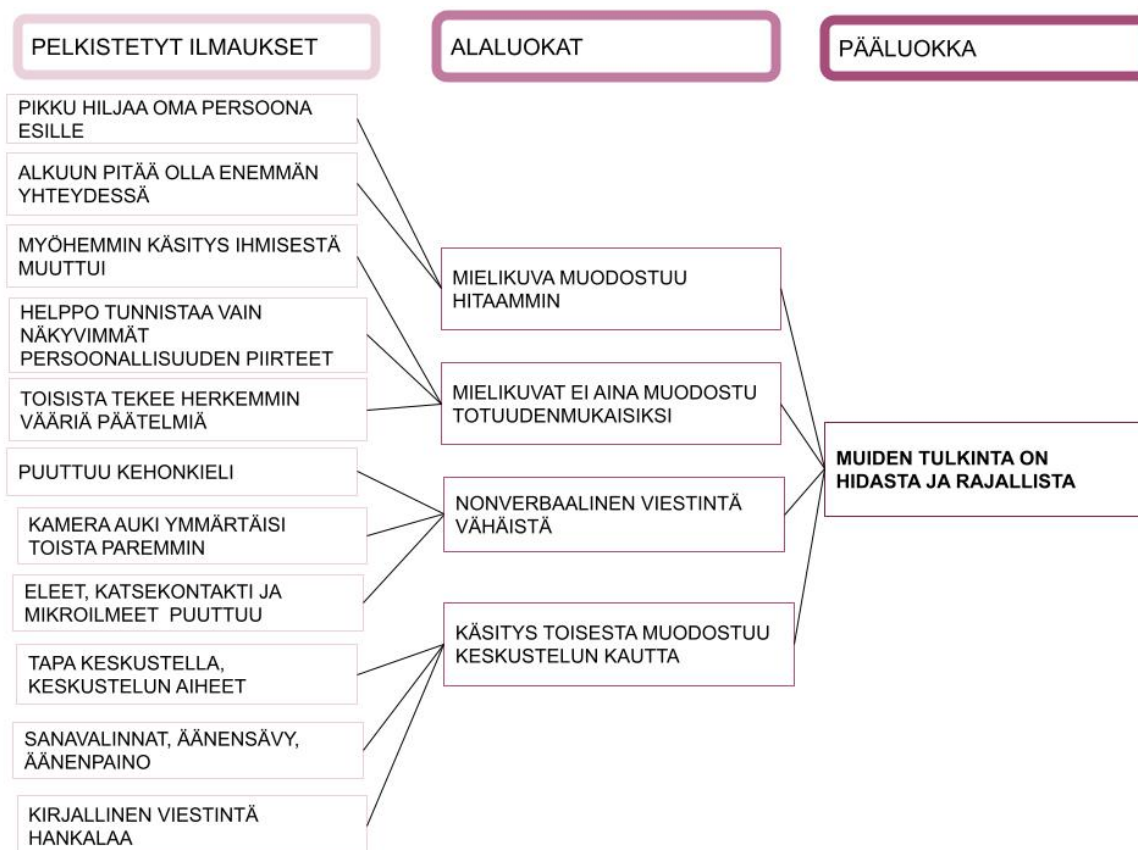 PELKISTETYT ILMAUKSET
ALALUOKAT
PÄÄLUOKKA
PIKKU HILJAA OMA PERSOONA
ESILLE
ALKUUN PITÄÄ OLLA ENEMMÄN
YHTEYDESSÄ
MYÖHEMMIN KÄSITYS IHMISESTÄ
MUUTTUI
HELPPO TUNNISTAA VAIN
NÄKYVIMMÄT
PERSOONALLISUUDEN PIIRTEET
TOISISTA TEKEE HERKEMMIN
VÄÄRIÄ PÄÄTELMIÄ
PUUTTUU KEHONKIELI
KAMERA AUKI YMMÄRTÄISI
TOISTA PAREMMIN
ELEET, KATSEKONTAKTI JA
MIKROILMEET PUUTTUU
TAPA KESKUSTELLA,
KESKUSTELUN AIHEET
SANAVALINNAT, ÄÄNENSÄVY,
ÄÄNENPAINO
KIRJALLINEN VIESTINTÄ
HANKALAA
MIELIKUVA MUODOSTUU
HITAAMMIN
MIELIKUVAT EI AINA MUODOSTU
TOTUUDENMUKAISIKSI
NONVERBAALINEN VIESTINTÄ
VÄHÄISTÄ
KÄSITYS TOISESTA MUODOSTUU
KESKUSTELUN KAUTTA
MUIDEN TULKINTA ON
HIDASTA JA RAJALLISTA